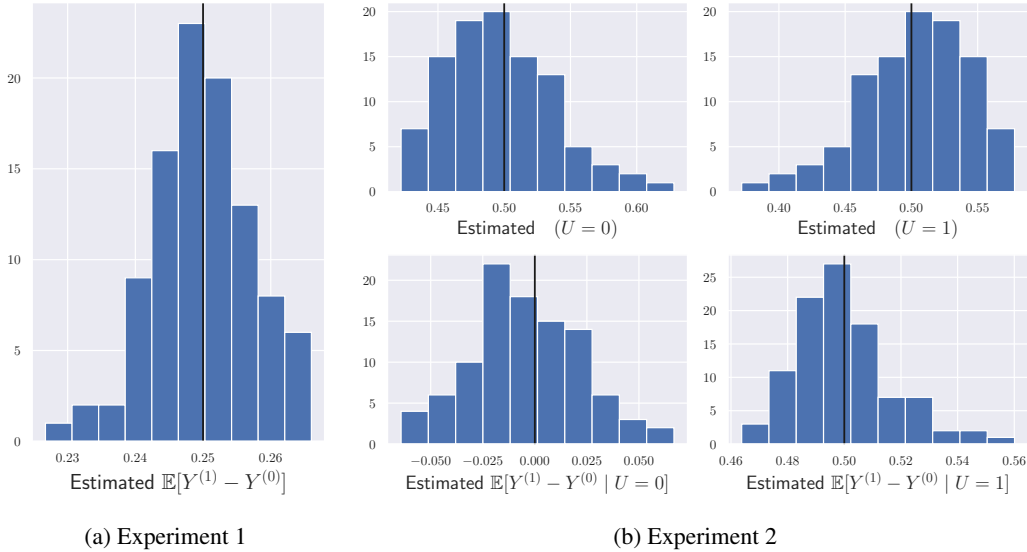 20
15
10
5
0
0.23 0.24 0.25 0.26
Estimated 𝔼[Y⁽¹⁾ − Y⁽⁰⁾]
(a) Experiment 1
20
15
10
5
0
0.45 0.50 0.55 0.60
Estimated (U = 0)
20
15
10
5
0
0.40 0.45 0.50 0.55
Estimated (U = 1)
20
15
10
5
0
−0.050 −0.025 0.000 0.025 0.050
Estimated 𝔼[Y⁽¹⁾ − Y⁽⁰⁾ | U = 0]
25
20
15
10
5
0
0.46 0.48 0.50 0.52 0.54 0.56
Estimated 𝔼[Y⁽¹⁾ − Y⁽⁰⁾ | U = 1]
(b) Experiment 2